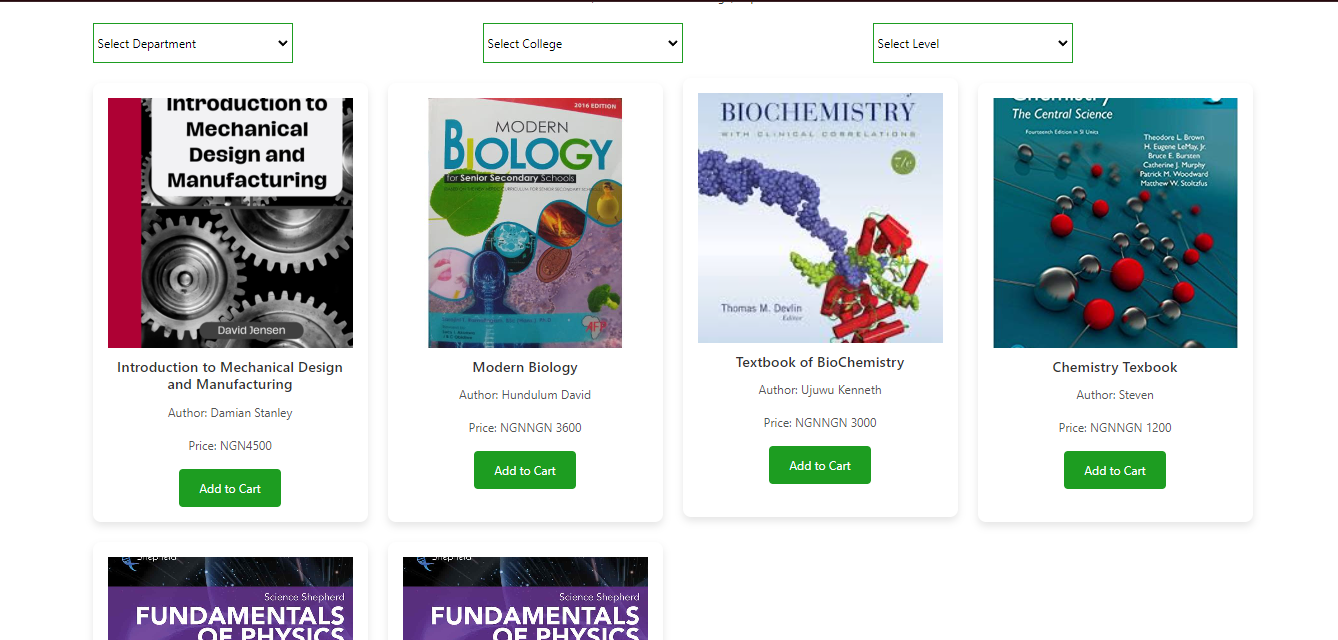 Select Department
Select College
Select Level
Introduction to
Mechanical
Design and
Manufacturing
David Jensen
Introduction to Mechanical Design
and Manufacturing
Author: Damian Stanley
Price: NGN4500
Add to Cart
2016 EDITION
MODERN
BIOLOGY
for Senior Secondary Schools
Modern Biology
Author: Hundulum David
Price: NGNNGN 3600
Add to Cart
BIOCHEMISTRY
WITH CLINICAL CORRELATIONS
7/e
Thomas M. Devlin
Editor
Textbook of BioChemistry
Author: Ujuwu Kenneth
Price: NGNNGN 3000
Add to Cart
Chemistry
The Central Science
Fourteenth Edition in SI Units
Theodore L. Brown
H. Eugene LeMay, Jr.
Bruce E. Bursten
Catherine J. Murphy
Patrick M. Woodward
Matthew W. Stoltzfus
Chemistry Texbook
Author: Steven
Price: NGNNGN 1200
Add to Cart
Shepherd
Science Shepherd
FUNDAMENTALS
OF PHYSICS
Shepherd
Science Shepherd
FUNDAMENTALS
OF PHYSICS